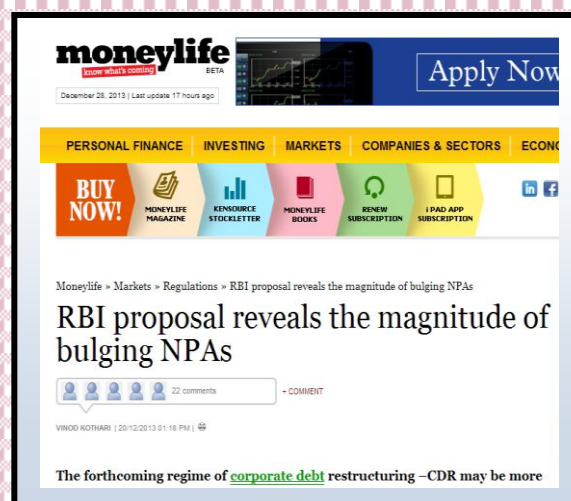 moneylife
know what's coming
BETA
December 28, 2013 | Last update 17 hours ago
Apply Now
PERSONAL FINANCE INVESTING MARKETS COMPANIES & SECTORS ECON
BUY NOW!
MONEYLIFE MAGAZINE
KENSOURCE STOCKLETTER
MONEYLIFE BOOKS
RENEW SUBSCRIPTION
i PAD APP SUBSCRIPTION
in f
Moneylife » Markets » Regulations » RBI proposal reveals the magnitude of bulging NPAs
RBI proposal reveals the magnitude of
bulging NPAs
22 comments
+ COMMENT
VINOD KOTHARI | 20/12/2013 01:16 PM |
The forthcoming regime of corporate debt restructuring –CDR may be more